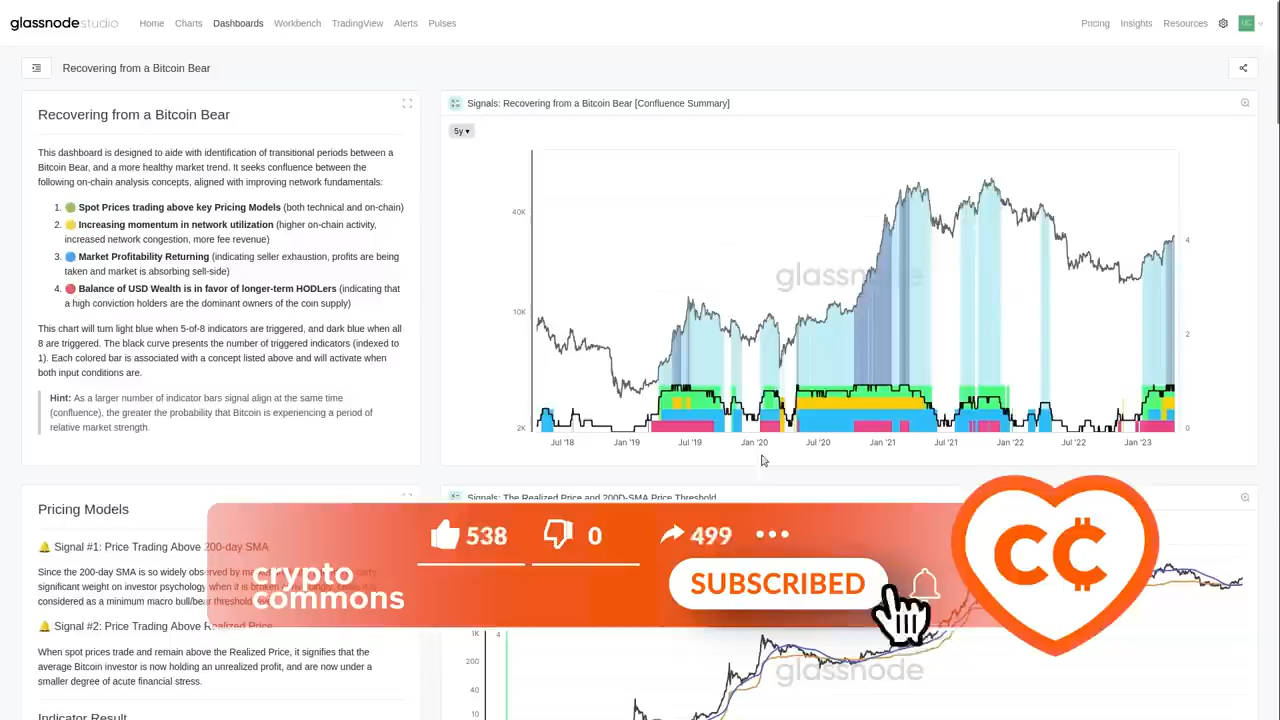 glassnodestudio
Home Charts Dashboards Workbench TradingView Alerts Pulses
Pricing Insights Resources UC
Recovering from a Bitcoin Bear
Recovering from a Bitcoin Bear
This dashboard is designed to aide with identification of transitional periods between a
Bitcoin Bear, and a more healthy market trend. It seeks confluence between the
following on-chain analysis concepts, aligned with improving network fundamentals:
1. Spot Prices trading above key Pricing Models (both technical and on-chain)
2. Increasing momentum in network utilization (higher on-chain activity,
increased network congestion, more fee revenue)
3. Market Profitability Returning (indicating seller exhaustion, profits are being
taken and market is absorbing sell-side)
4. Balance of USD Wealth is in favor of longer-term HODLers (indicating that
a high conviction holders are the dominant owners of the coin supply)
This chart will turn light blue when 5-of-8 indicators are triggered, and dark blue when all
8 are triggered. The black curve presents the number of triggered indicators (indexed to
1). Each colored bar is associated with a concept listed above and will activate when
both input conditions are.
Hint: As a larger number of indicator bars signal align at the same time
(confluence), the greater the probability that Bitcoin is experiencing a period of
relative market strength.
Signals: Recovering from a Bitcoin Bear [Confluence Summary]
5y ▾
40K
10K
2K
4
2
0
glassnode
Jul '18 Jan '19 Jul '19 Jan '20 Jul '20 Jan '21 Jul '21 Jan '22 Jul '22 Jan '23
Pricing Models
Signal #1: Price Trading Above 200-day SMA
Since the 200-day SMA is so widely observed by
significant weight on investor psychology when it is broken
considered as a minimum macro bull/bear threshold
Signal #2: Price Trading Above Realized Price
When spot prices trade and remain above the Realized Price, it signifies that the
average Bitcoin investor is now holding an unrealized profit, and are now under a
smaller degree of acute financial stress.
Indicator Result
Signals: The Realized Price and 200D-SMA Price Threshold
1K 4
200
40
10
glassnode
538 0 499
crypto
commons
SUBSCRIBED
CC